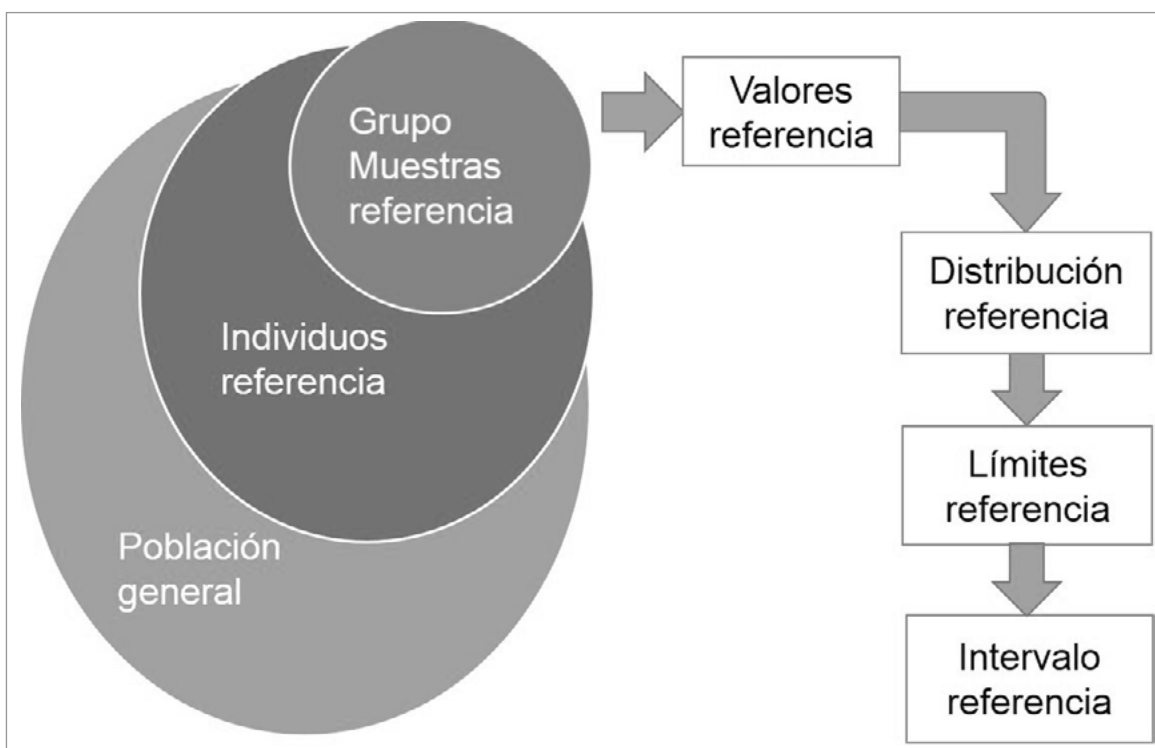 Grupo
Muestras
referencia
Individuos
referencia
Población
general
Valores
referencia
Distribución
referencia
Límites
referencia
Intervalo
referencia